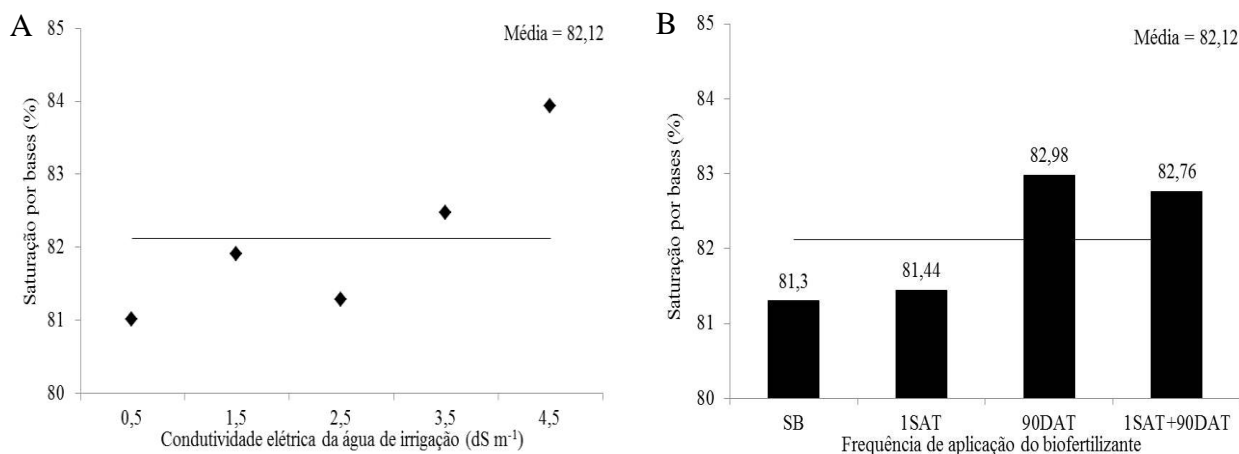 A
Média = 82,12
Saturação por bases (%)
85
84
83
82
81
80
0,5 1,5 2,5 3,5 4,5
Condutividade elétrica da água de irrigação (dS m⁻¹)
B
Média = 82,12
Saturação por bases (%)
85
84
83
82
81
80
81,3
81,44
82,98
82,76
SB 1SAT 90DAT 1SAT+90DAT
Frequência de aplicação do biofertilizante